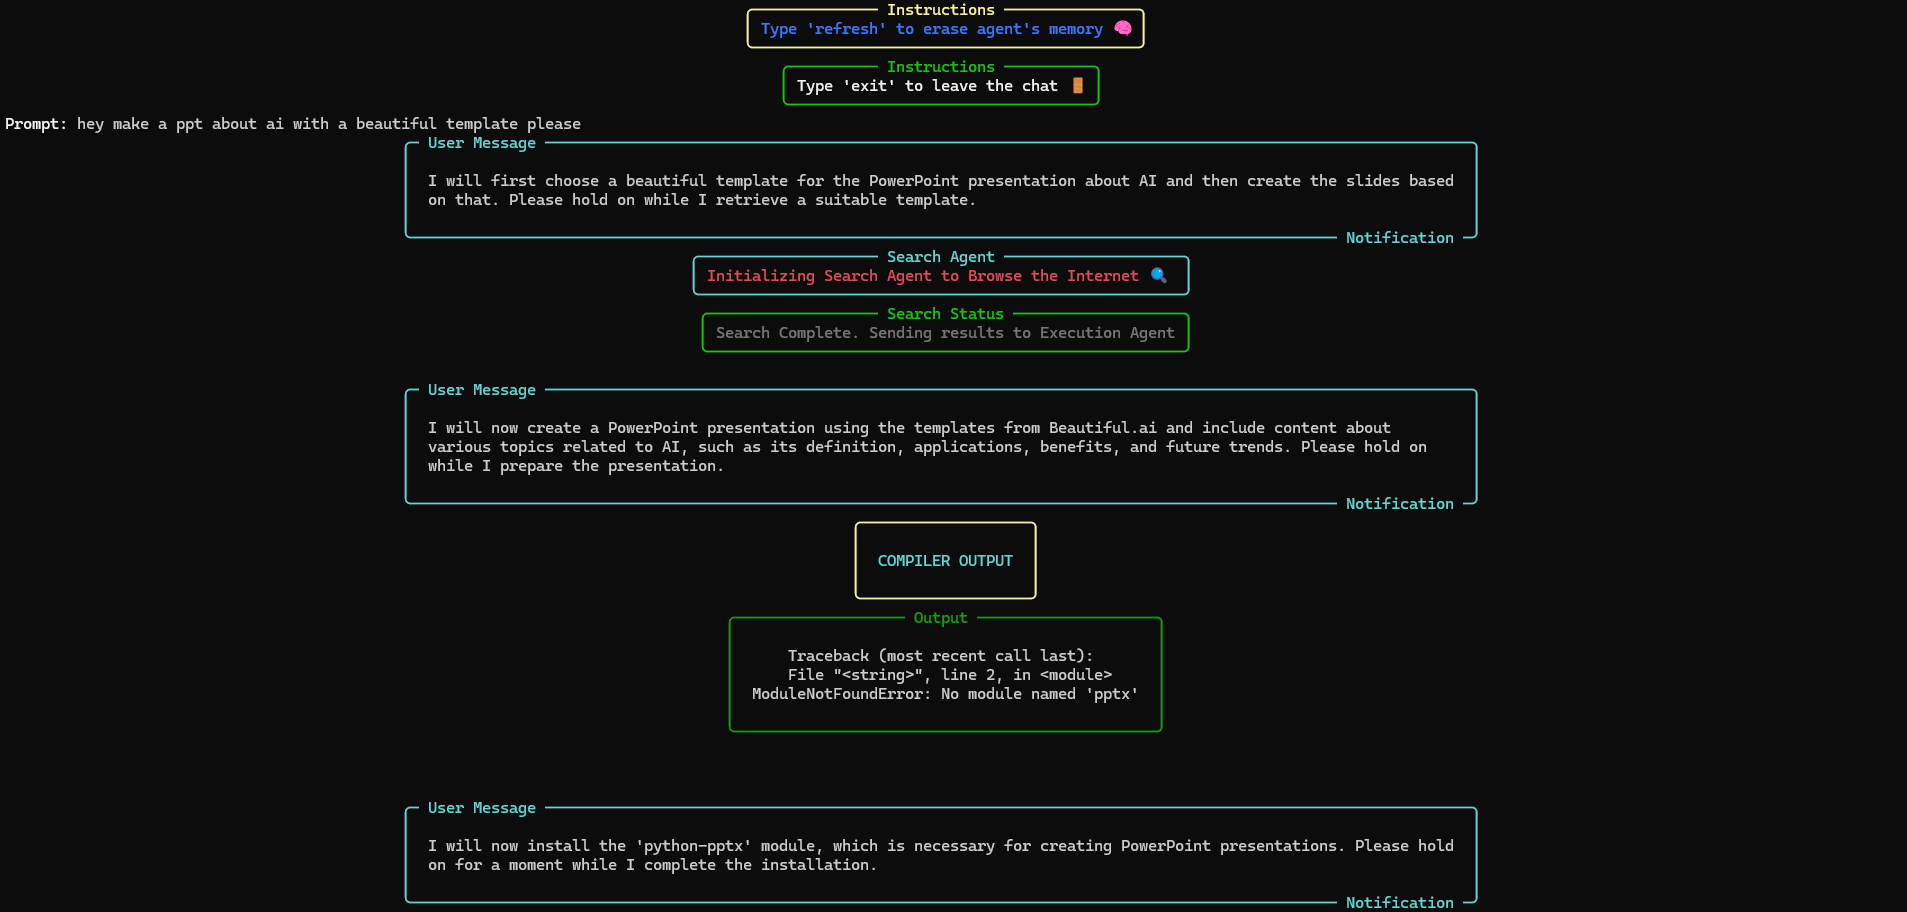 Instructions
Type 'refresh' to erase agent's memory 🧠
Instructions
Type 'exit' to leave the chat 🚪
Prompt: hey make a ppt about ai with a beautiful template please
User Message
I will first choose a beautiful template for the PowerPoint presentation about AI and then create the slides based
on that. Please hold on while I retrieve a suitable template.
Notification
Search Agent
Initializing Search Agent to Browse the Internet 🔍
Search Status
Search Complete. Sending results to Execution Agent
User Message
I will now create a PowerPoint presentation using the templates from Beautiful.ai and include content about
various topics related to AI, such as its definition, applications, benefits, and future trends. Please hold on
while I prepare the presentation.
Notification
COMPILER OUTPUT
Output
Traceback (most recent call last):
File "<string>", line 2, in <module>
ModuleNotFoundError: No module named 'pptx'
User Message
I will now install the 'python-pptx' module, which is necessary for creating PowerPoint presentations. Please hold
on for a moment while I complete the installation.
Notification